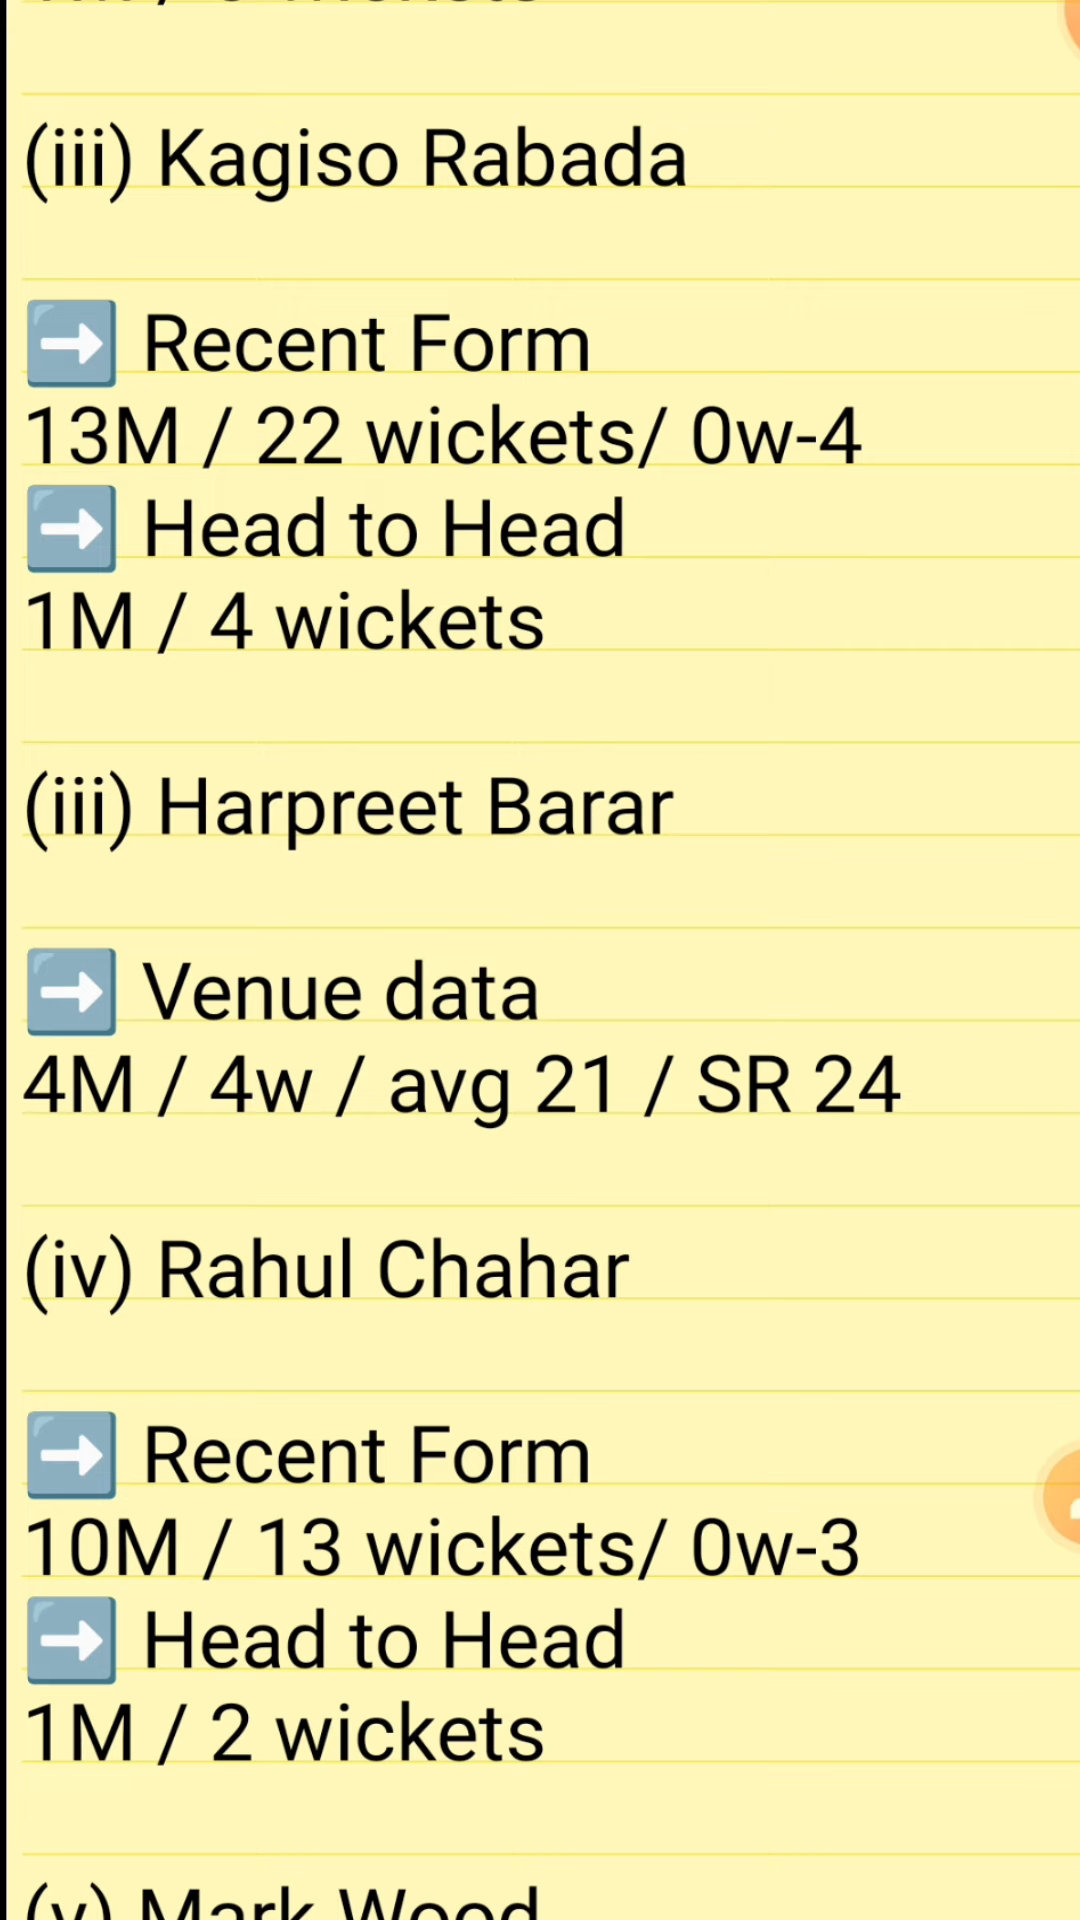 (iii) Kagiso Rabada
➡️ Recent Form
13M / 22 wickets/ 0w-4
➡️ Head to Head
1M / 4 wickets
(iii) Harpreet Barar
➡️ Venue data
4M / 4w / avg 21 / SR 24
(iv) Rahul Chahar
➡️ Recent Form
10M / 13 wickets/ 0w-3
➡️ Head to Head
1M / 2 wickets
(v) Mark Wood